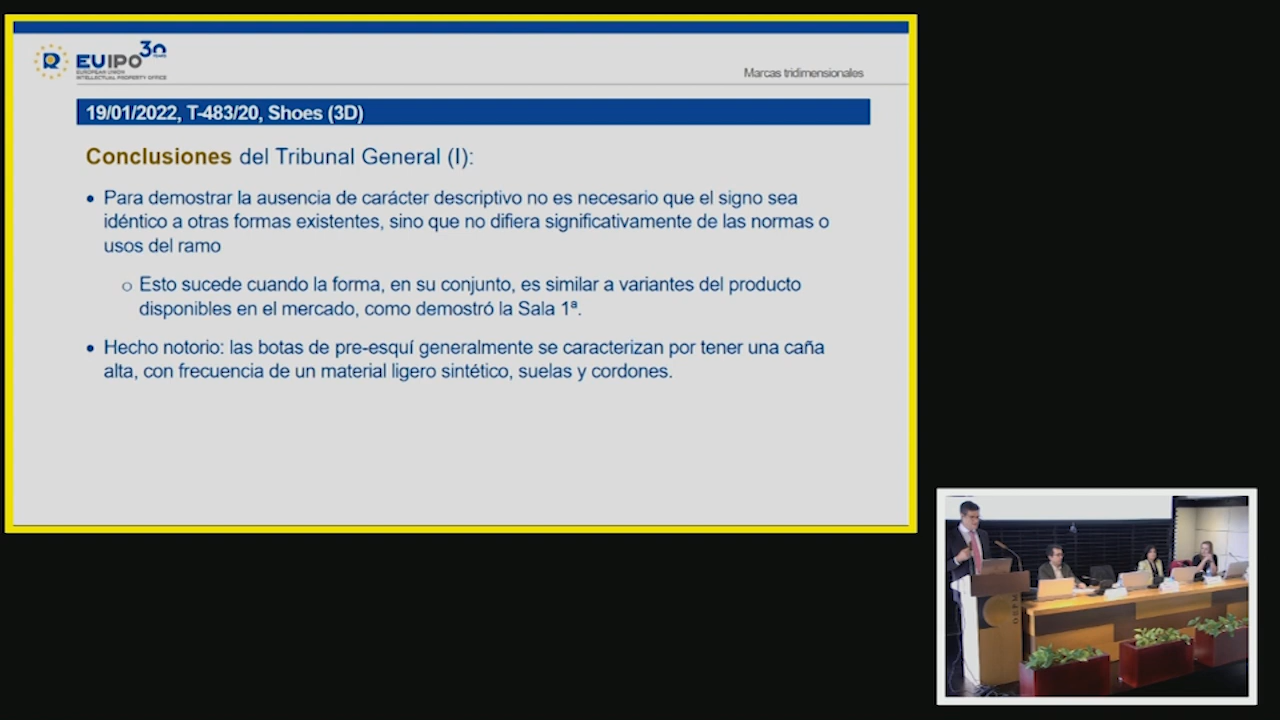 EUIPO 30 YEARS
EUROPEAN UNION
INTELLECTUAL PROPERTY OFFICE
Marcas tridimensionales
19/01/2022, T-483/20, Shoes (3D)
Conclusiones del Tribunal General (I):
• Para demostrar la ausencia de carácter descriptivo no es necesario que el signo sea
idéntico a otras formas existentes, sino que no difiera significativamente de las normas o
usos del ramo
o Esto sucede cuando la forma, en su conjunto, es similar a variantes del producto
disponibles en el mercado, como demostró la Sala 1ª.
• Hecho notorio: las botas de pre-esquí generalmente se caracterizan por tener una caña
alta, con frecuencia de un material ligero sintético, suelas y cordones.
OEPM